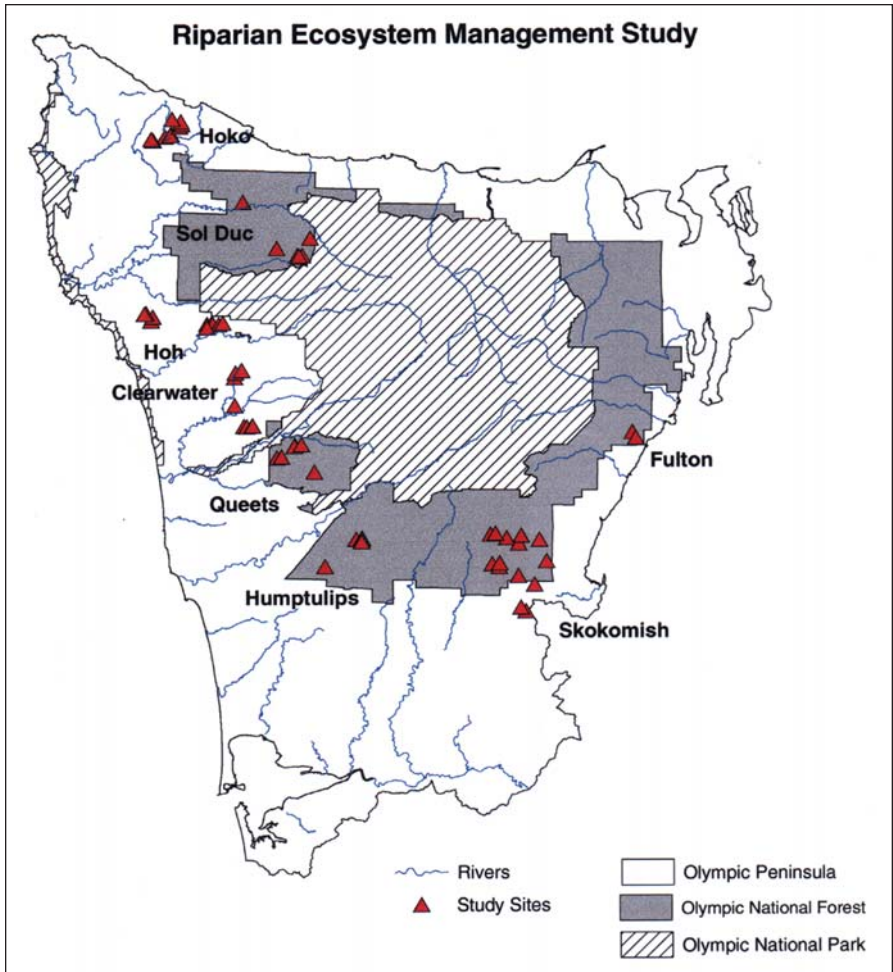 Riparian Ecosystem Management Study
Hoko
Sol Duc
Hoh
Clearwater
Fulton
Queets
Humptulips
Skokomish
Rivers
Study Sites
Olympic Peninsula
Olympic National Forest
Olympic National Park